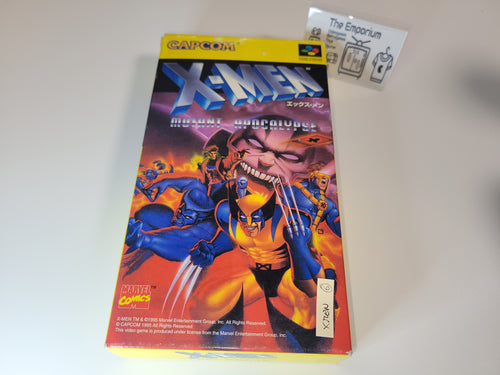 The Emporium
CAPCOM
X-MEN
エックス・メン
MUTANT APOCALYPSE
MARVEL
COMICS
X-MEN TM & ©1995 Marvel Entertainment Group, Inc. All Rights Reserved.
© CAPCOM 1995 All Rights Reserved.
This video game is produced under license from the Marvel Entertainment Group, Inc.